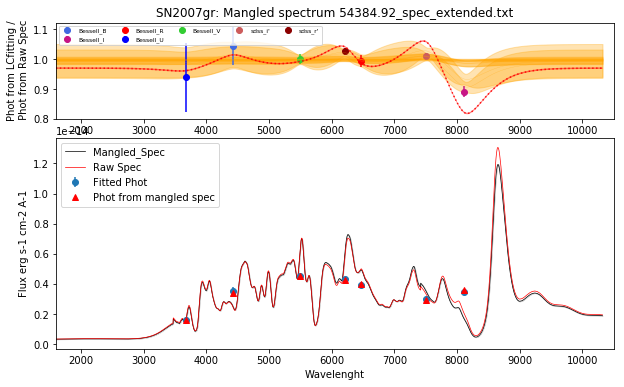 SN2007gr: Mangled spectrum 54384.92_spec_extended.txt
Phot from LCfitting /
Phot from Raw Spec
Bessell_B Bessell_R Bessell_V sdss_i' sdss_r'
Bessell_I Bessell_U
1.1
1.0
0.9
0.8
2000 3000 4000 5000 6000 7000 8000 9000 10000
1e−14
Flux erg s-1 cm-2 A-1
Mangled_Spec
Raw Spec
Fitted Phot
Phot from mangled spec
1.2
1.0
0.8
0.6
0.4
0.2
0.0
2000 3000 4000 5000 6000 7000 8000 9000 10000
Wavelenght